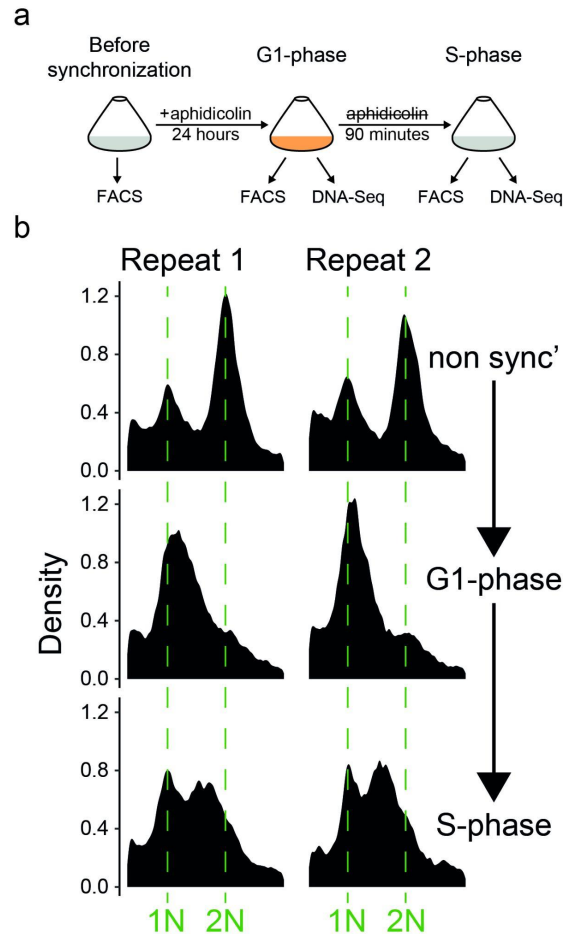 a
Before
synchronization
G1-phase
S-phase
+aphidicolin
24 hours
aphidicolin
90 minutes
FACS
FACS
DNA-Seq
FACS
DNA-Seq
b
Repeat 1
Repeat 2
1.2
0.8
0.4
0.0
non sync’
1.2
0.8
0.4
0.0
G1-phase
Density
1.2
0.8
0.4
0.0
S-phase
1N
2N
1N
2N